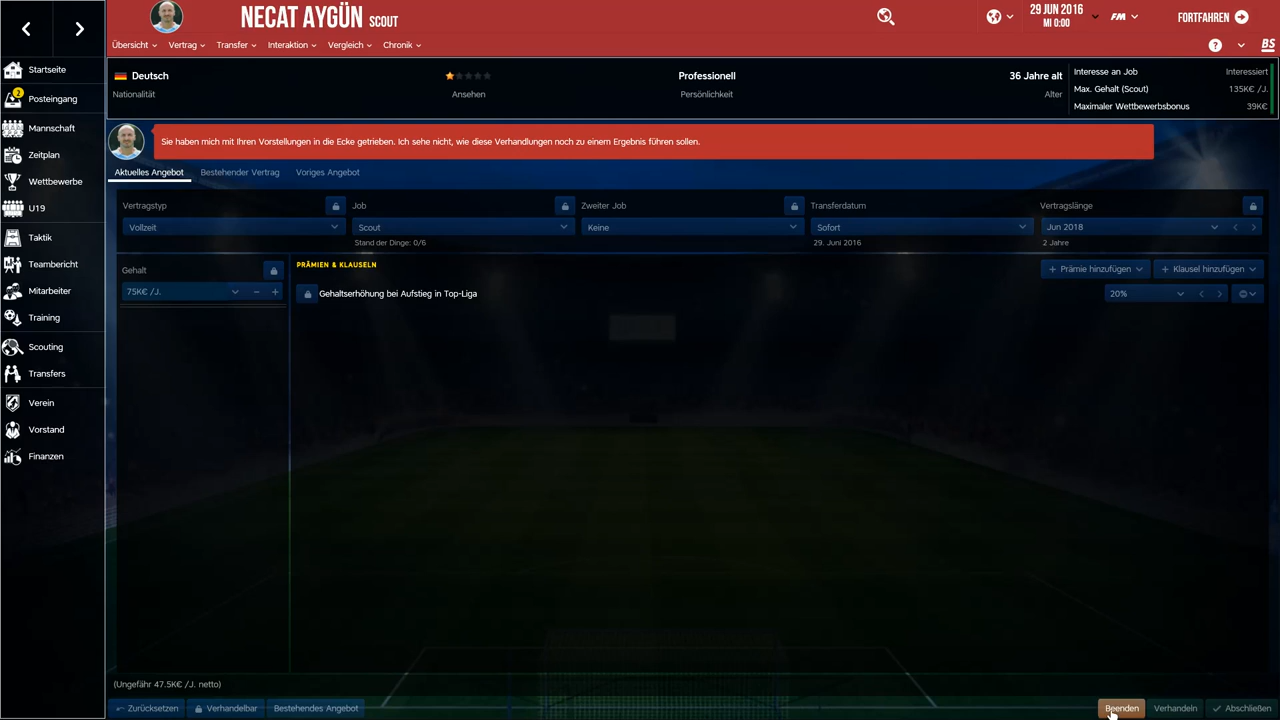 NECAT AYGÜN SCOUT
29 JUN 2016
MI 0:00
FM
FORTFAHREN
Übersicht
Vertrag
Transfer
Interaktion
Vergleich
Chronik
?
BS
Startseite
2
Posteingang
Mannschaft
Zeitplan
Wettbewerbe
U19
Taktik
Teambericht
Mitarbeiter
Training
Scouting
Transfers
Verein
Vorstand
Finanzen
Deutsch
Nationalität
Ansehen
Professionell
Persönlichkeit
36 Jahre alt
Alter
Interesse an Job Interessiert
Max. Gehalt (Scout) 135K€ /J.
Maximaler Wettbewerbsbonus 39K€
Sie haben mich mit Ihren Vorstellungen in die Ecke getrieben. Ich sehe nicht, wie diese Verhandlungen noch zu einem Ergebnis führen sollen.
Aktuelles Angebot
Bestehender Vertrag
Voriges Angebot
Vertragstyp
Vollzeit
Job
Scout
Stand der Dinge: 0/6
Zweiter Job
Keine
Transferdatum
Sofort
29. Juni 2016
Vertragslänge
Jun 2018
2 Jahre
Gehalt
75K€ /J.
PRÄMIEN & KLAUSELN
+ Prämie hinzufügen
+ Klausel hinzufügen
Gehaltserhöhung bei Aufstieg in Top-Liga
20%
(Ungefähr 47.5K€ /J. netto)
Zurücksetzen
Verhandelbar
Bestehendes Angebot
Beenden
Verhandeln
Abschließen